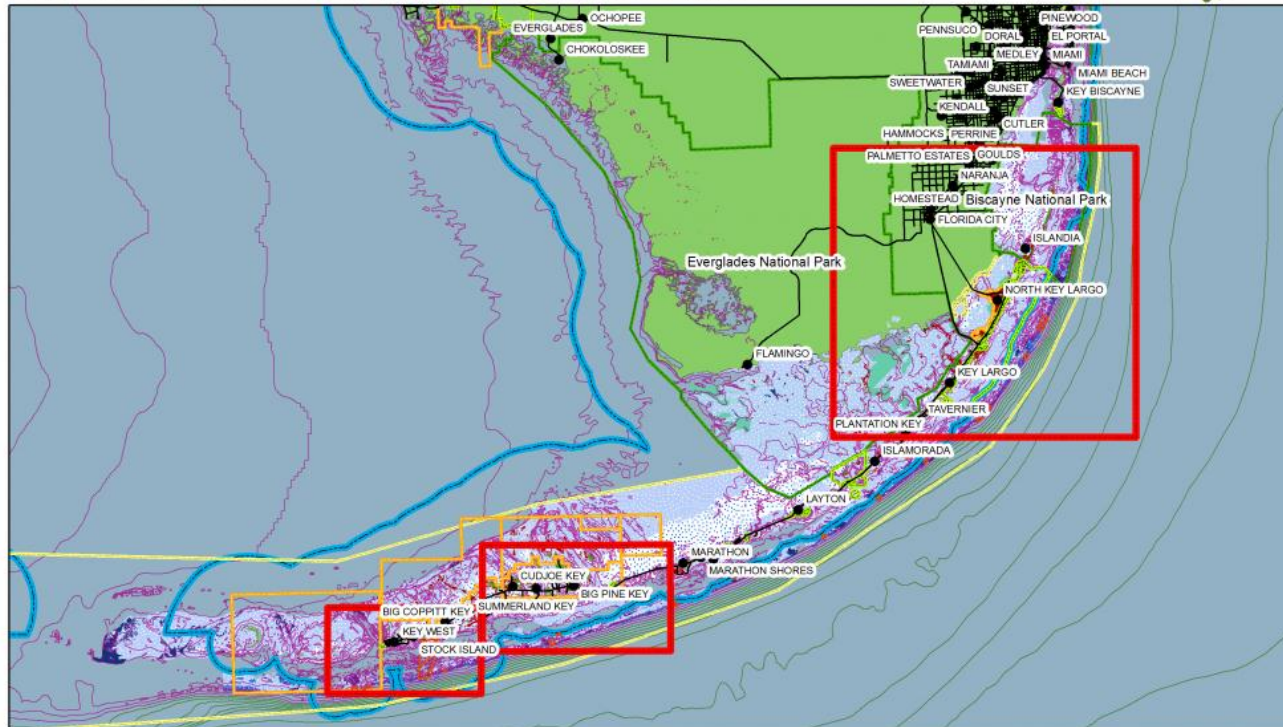 OCHOPEE
EVERGLADES
CHOKOLOSKEE
PINEWOOD
PENNSUCO
DORAL
EL PORTAL
MEDLEY
MIAMI
TAMIAMI
MIAMI BEACH
SWEETWATER
SUNSET
KEY BISCAYNE
KENDALL
CUTLER
HAMMOCKS
PERRINE
PALMETTO ESTATES
GOULDS
NARANJA
HOMESTEAD
Biscayne National Park
FLORIDA CITY
ISLANDIA
Everglades National Park
NORTH KEY LARGO
FLAMINGO
KEY LARGO
TAVERNIER
PLANTATION KEY
ISLAMORADA
LAYTON
MARATHON
MARATHON SHORES
CUDJOE KEY
BIG PINE KEY
SUMMERLAND KEY
BIG COPPITT KEY
KEY WEST
STOCK ISLAND